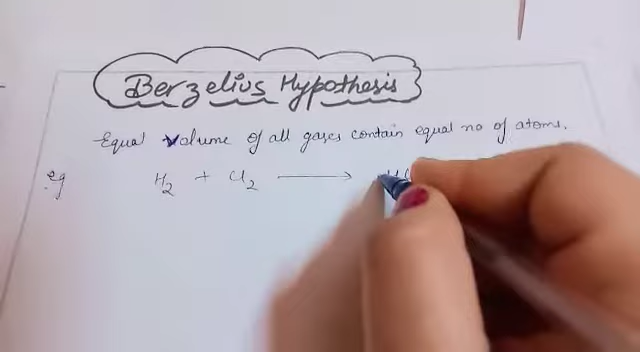 Berzelius Hypothesis
Equal Volume of all gases contain equal no of atoms.
eg H₂ + Cl₂ ⟶